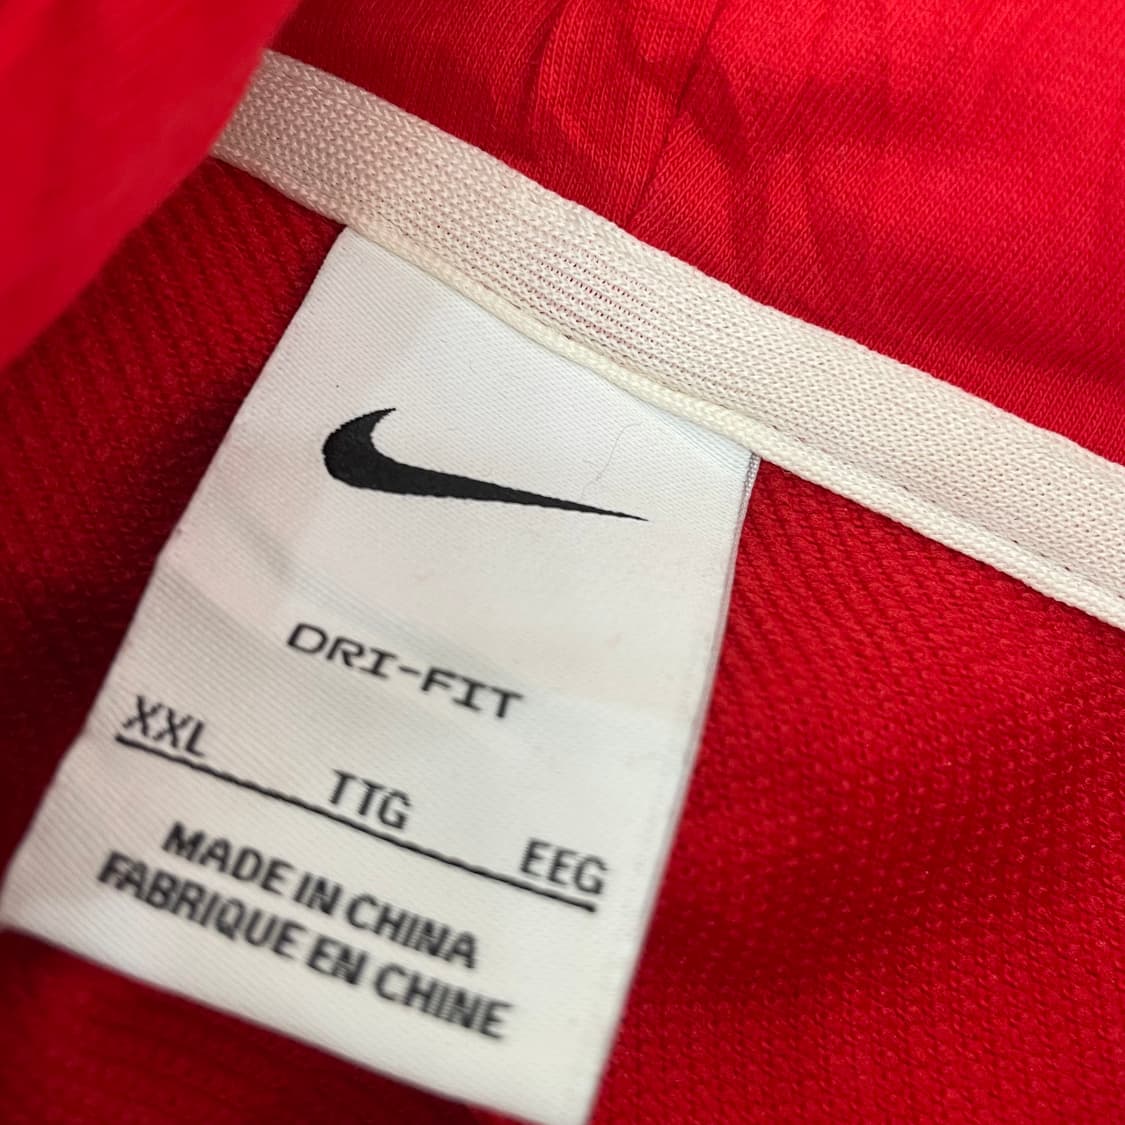 DRI-FIT
XXL TTG EEG
MADE IN CHINA
FABRIQUE EN CHINE